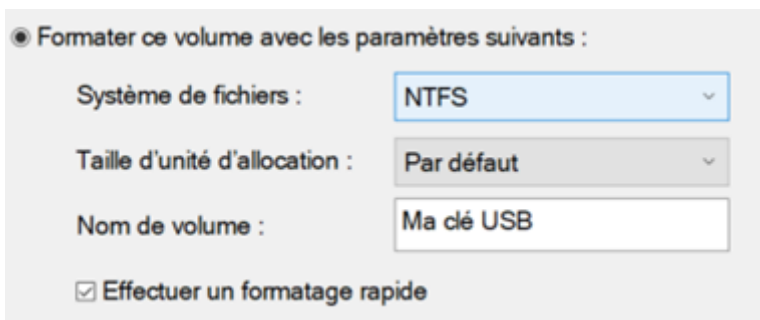 Formater ce volume avec les paramètres suivants :
Système de fichiers : NTFS
Taille d'unité d'allocation : Par défaut
Nom de volume : Ma clé USB
Effectuer un formatage rapide